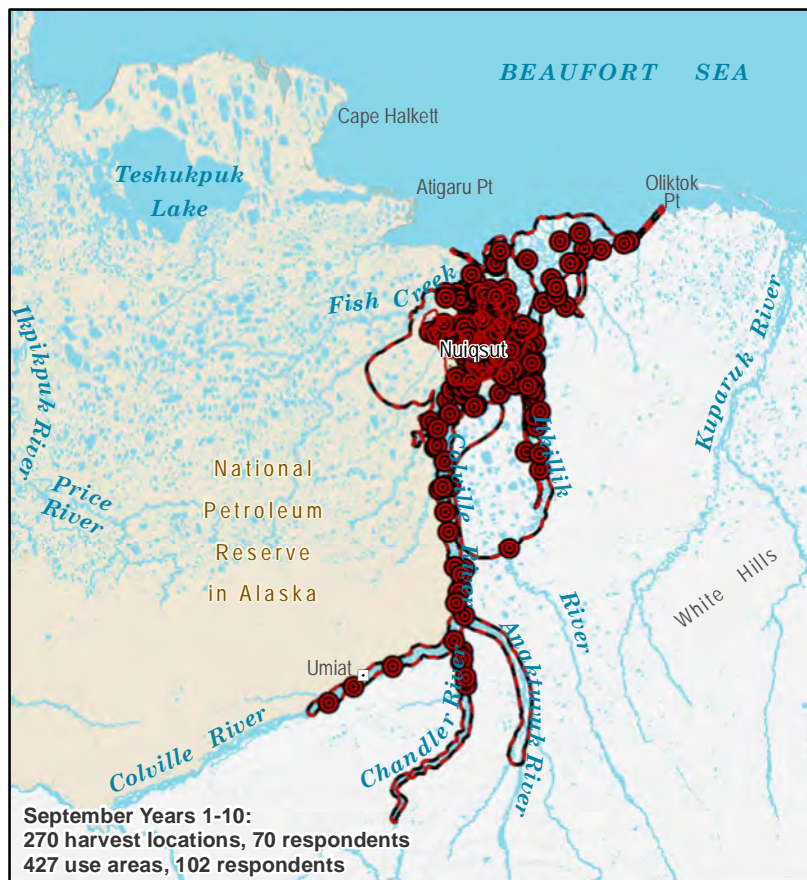 BEAUFORT SEA
Cape Halkett
Teshukpuk
Lake
Atigaru Pt
Oliktok
Pt
Fish Creek
Nuiqsut
Ikpikpuk River
Kuparuk River
Itkillik
River
Colville River
Price
River
National
Petroleum
Reserve
in Alaska
White Hills
Umiat
Anaktuvuk River
Chandler River
Colville River
September Years 1-10:
270 harvest locations, 70 respondents
427 use areas, 102 respondents